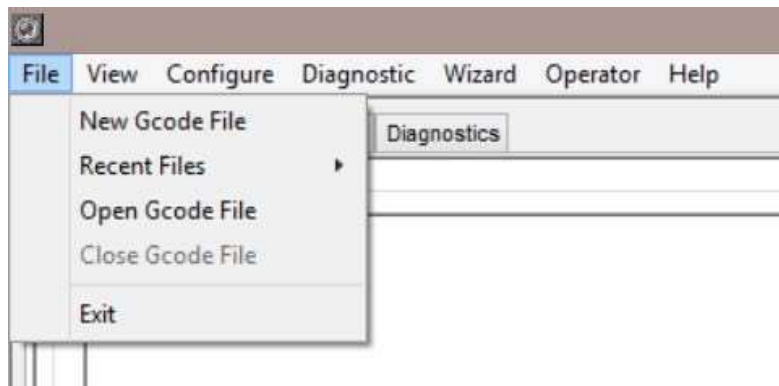 File View Configure Diagnostic Wizard Operator Help
New Gcode File
Diagnostics
Recent Files
Open Gcode File
Close Gcode File
Exit